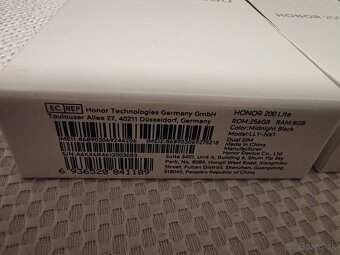 HONOR 200
EC REP Honor Technologies Germany GmbH
Toulouser Allee 27, 40211 Düsseldorf, Germany
HONOR 200 Lite
ROM:256GB RAM:8GB
Color:Midnight Black
Model:LLY-NX1
Dual SIM
Made in China
Manufacturer:
Honor Device Co., Ltd.
Suite 3401, Unit A, Building 6, Shum Yip Sky
Park, No. 8089, Hongli West Road, Xiangmihu
Street, Futian District, Shenzhen, Guangdong
518040, People's Republic of China
6 936520 841189